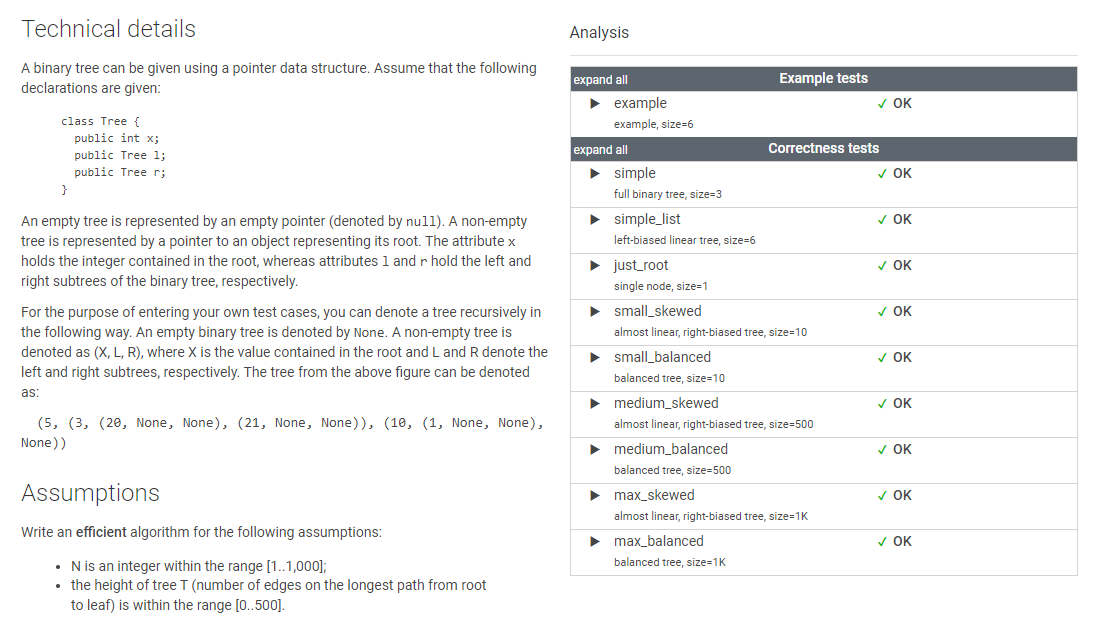 Technical details
A binary tree can be given using a pointer data structure. Assume that the following
declarations are given:
class Tree {
public int x;
public Tree l;
public Tree r;
}
An empty tree is represented by an empty pointer (denoted by null). A non-empty
tree is represented by a pointer to an object representing its root. The attribute x
holds the integer contained in the root, whereas attributes l and r hold the left and
right subtrees of the binary tree, respectively.
For the purpose of entering your own test cases, you can denote a tree recursively in
the following way. An empty binary tree is denoted by None. A non-empty tree is
denoted as (X, L, R), where X is the value contained in the root and L and R denote the
left and right subtrees, respectively. The tree from the above figure can be denoted
as:
(5, (3, (20, None, None), (21, None, None)), (10, (1, None, None),
None))
Assumptions
Write an efficient algorithm for the following assumptions:
• N is an integer within the range [1..1,000];
• the height of tree T (number of edges on the longest path from root
to leaf) is within the range [0..500].
Analysis
expand all Example tests
▶ example ✓ OK
example, size=6
expand all Correctness tests
▶ simple ✓ OK
full binary tree, size=3
▶ simple_list ✓ OK
left-biased linear tree, size=6
▶ just_root ✓ OK
single node, size=1
▶ small_skewed ✓ OK
almost linear, right-biased tree, size=10
▶ small_balanced ✓ OK
balanced tree, size=10
▶ medium_skewed ✓ OK
almost linear, right-biased tree, size=500
▶ medium_balanced ✓ OK
balanced tree, size=500
▶ max_skewed ✓ OK
almost linear, right-biased tree, size=1K
▶ max_balanced ✓ OK
balanced tree, size=1K